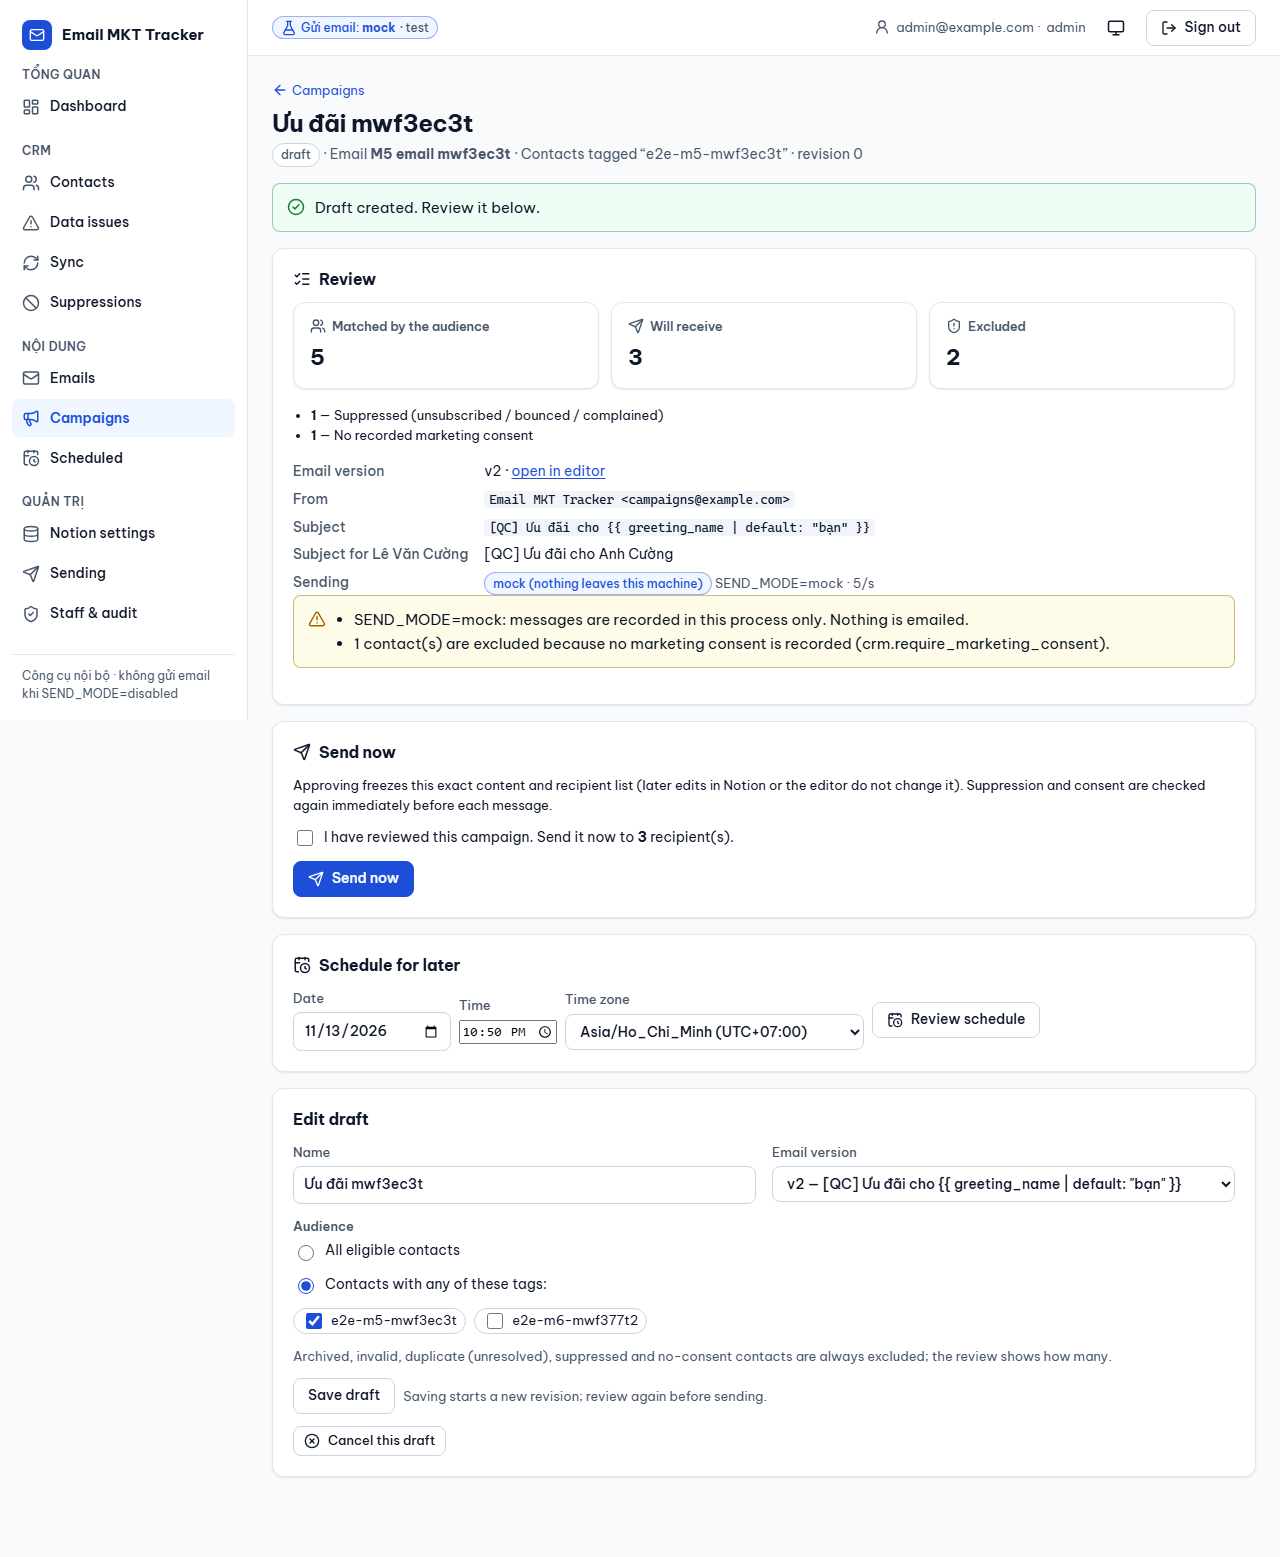 Email MKT Tracker
TỔNG QUAN
Dashboard
CRM
Contacts
Data issues
Sync
Suppressions
NỘI DUNG
Emails
Campaigns
Scheduled
QUẢN TRỊ
Notion settings
Sending
Staff & audit
Công cụ nội bộ · không gửi email
khi SEND_MODE=disabled
Gửi email: mock · test
admin@example.com · admin
Sign out
Campaigns
Ưu đãi mwf3ec3t
draft · Email M5 email mwf3ec3t · Contacts tagged “e2e-m5-mwf3ec3t” · revision 0
Draft created. Review it below.
Review
Matched by the audience
5
Will receive
3
Excluded
2
1 — Suppressed (unsubscribed / bounced / complained)
1 — No recorded marketing consent
Email version v2 · open in editor
From Email MKT Tracker <campaigns@example.com>
Subject [QC] Ưu đãi cho {{ greeting_name | default: "bạn" }}
Subject for Lê Văn Cường [QC] Ưu đãi cho Anh Cường
Sending mock (nothing leaves this machine) SEND_MODE=mock · 5/s
SEND_MODE=mock: messages are recorded in this process only. Nothing is emailed.
1 contact(s) are excluded because no marketing consent is recorded (crm.require_marketing_consent).
Send now
Approving freezes this exact content and recipient list (later edits in Notion or the editor do not change it). Suppression and consent are checked
again immediately before each message.
I have reviewed this campaign. Send it now to 3 recipient(s).
Send now
Schedule for later
Date
11/13/2026
Time
10:50 PM
Time zone
Asia/Ho_Chi_Minh (UTC+07:00)
Review schedule
Edit draft
Name
Ưu đãi mwf3ec3t
Email version
v2 — [QC] Ưu đãi cho {{ greeting_name | default: "bạn" }}
Audience
All eligible contacts
Contacts with any of these tags:
e2e-m5-mwf3ec3t
e2e-m6-mwf377t2
Archived, invalid, duplicate (unresolved), suppressed and no-consent contacts are always excluded; the review shows how many.
Save draft
Saving starts a new revision; review again before sending.
Cancel this draft